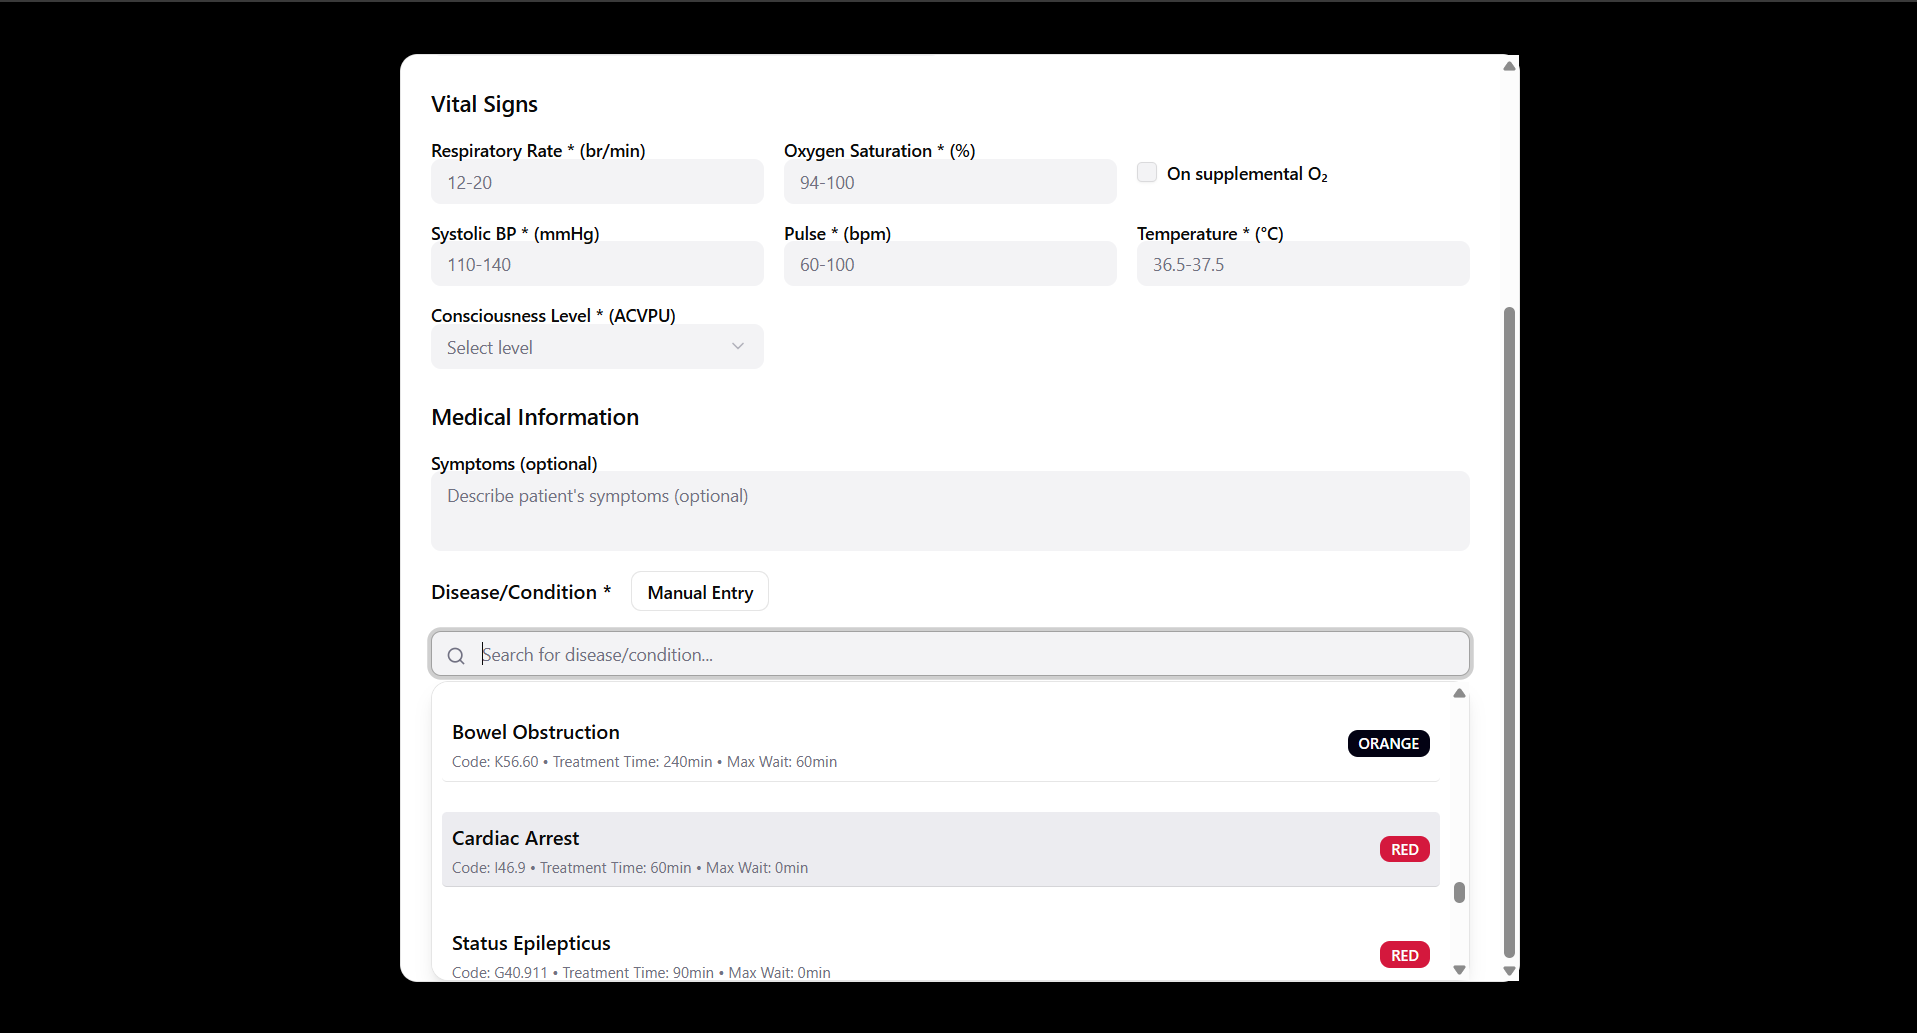 Vital Signs
Respiratory Rate * (br/min)
Oxygen Saturation * (%)
12-20
94-100
On supplemental O₂
Systolic BP * (mmHg)
Pulse * (bpm)
Temperature * (°C)
110-140
60-100
36.5-37.5
Consciousness Level * (ACVPU)
Select level
Medical Information
Symptoms (optional)
Describe patient's symptoms (optional)
Disease/Condition *
Manual Entry
Search for disease/condition...
Bowel Obstruction
ORANGE
Code: K56.60 • Treatment Time: 240min • Max Wait: 60min
Cardiac Arrest
RED
Code: I46.9 • Treatment Time: 60min • Max Wait: 0min
Status Epilepticus
RED
Code: G40.911 • Treatment Time: 90min • Max Wait: 0min